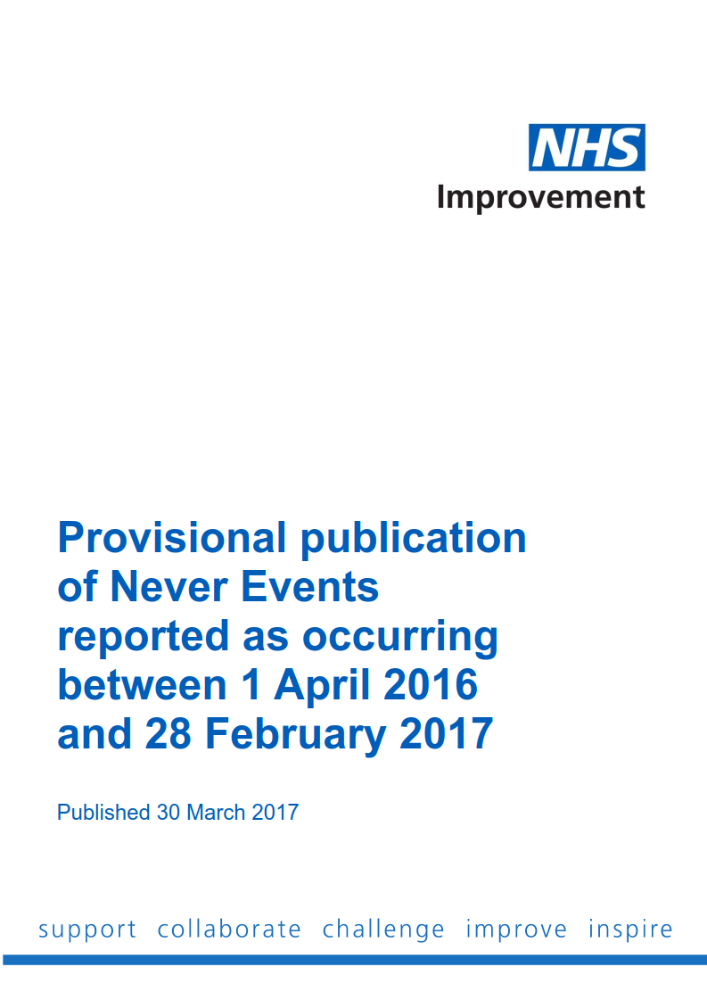 NHS
Improvement
Provisional publication
of Never Events
reported as occurring
between 1 April 2016
and 28 February 2017
Published 30 March 2017
support collaborate challenge improve inspire